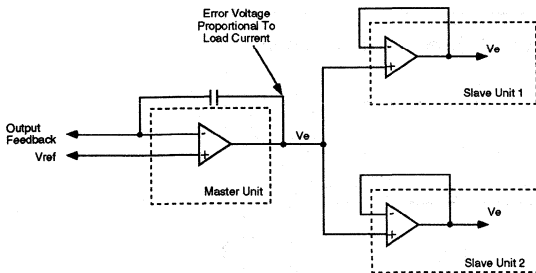 Error Voltage
Proportional To
Load Current
Ve
Slave Unit 1
Output
Feedback
Vref
Ve
Master Unit
Ve
Slave Unit 2
-
+
-
+
-
+